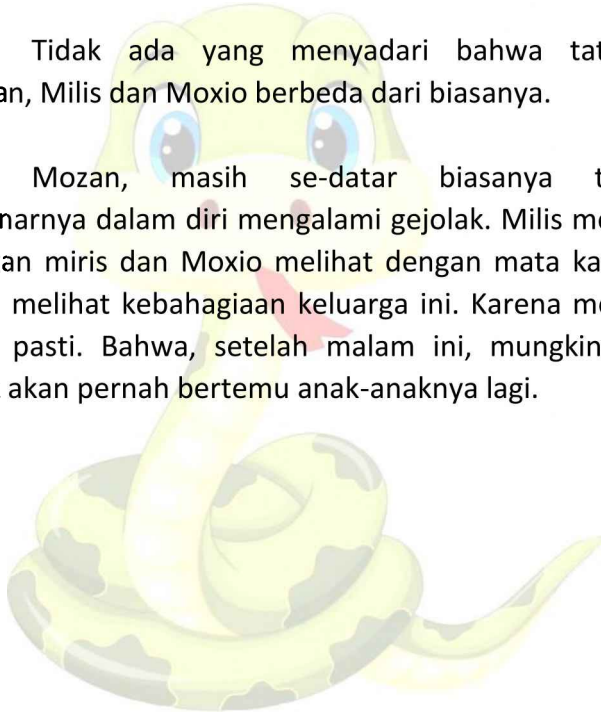 Tidak ada yang menyadari bahwa tat
an, Milis dan Moxio berbeda dari biasanya.
Mozan, masih se-datar biasanya t
narnya dalam diri mengalami gejolak. Milis me
an miris dan Moxio melihat dengan mata ka
melihat kebahagiaan keluarga ini. Karena me
pasti. Bahwa, setelah malam ini, mungkin
akan pernah bertemu anak-anaknya lagi.